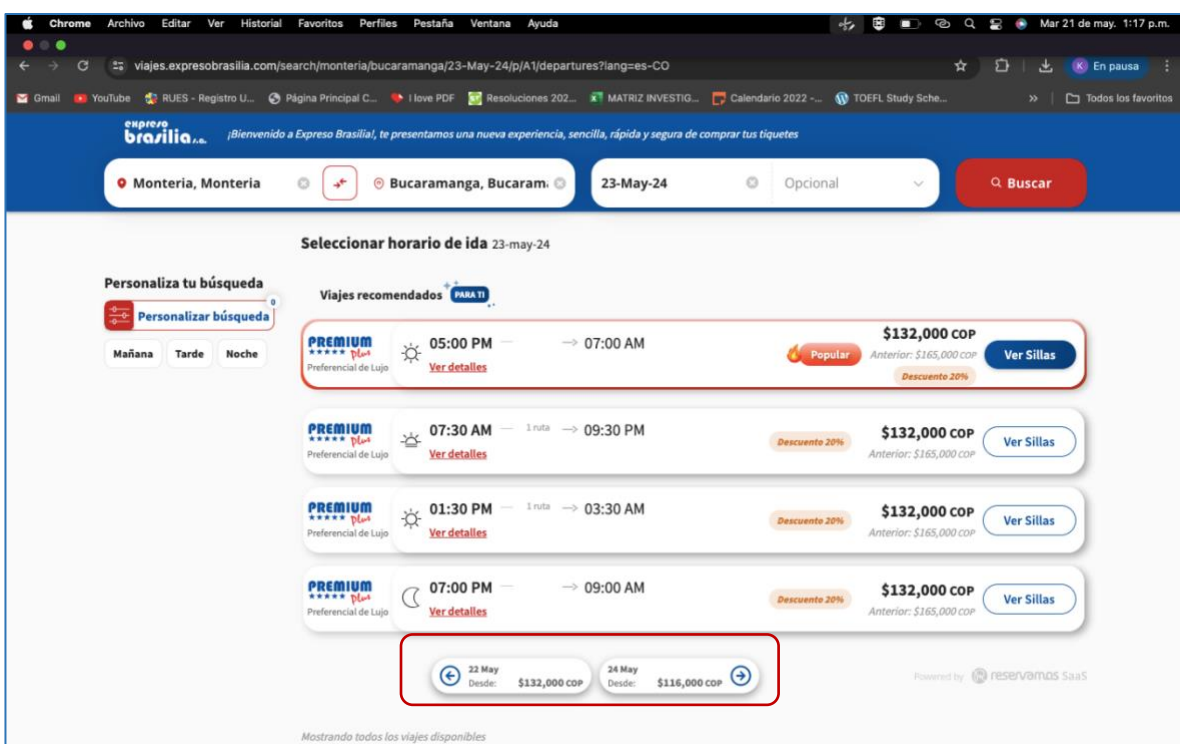 Chrome Archivo Editar Ver Historial Favoritos Perfiles Pestaña Ventana Ayuda Mar 21 de may. 1:17 p.m.
viajes.expresobrasilia.com/search/monteria/bucaramanga/23-May-24/p/A1/departures?lang=es-CO K En pausa
Gmail YouTube RUES - Registro U... Página Principal C... I love PDF Resoluciones 202... MATRIZ INVESTIG... Calendario 2022 -... TOEFL Study Sche... » Todos los favoritos
expreso
brasilia s.a. ¡Bienvenido a Expreso Brasilia!, te presentamos una nueva experiencia, sencilla, rápida y segura de comprar tus tiquetes
Monteria, Monteria Bucaramanga, Bucaram 23-May-24 Opcional Buscar
Seleccionar horario de ida 23-may-24
Personaliza tu búsqueda
0
Personalizar búsqueda
Mañana Tarde Noche
Viajes recomendados PARA TI
PREMIUM
plus
Preferencial de Lujo
05:00 PM 07:00 AM
Ver detalles
Popular
$132,000 COP
Anterior: $165,000 COP
Descuento 20%
Ver Sillas
PREMIUM
plus
Preferencial de Lujo
07:30 AM 1 ruta 09:30 PM
Ver detalles
Descuento 20%
$132,000 COP
Anterior: $165,000 COP
Ver Sillas
PREMIUM
plus
Preferencial de Lujo
01:30 PM 1 ruta 03:30 AM
Ver detalles
Descuento 20%
$132,000 COP
Anterior: $165,000 COP
Ver Sillas
PREMIUM
plus
Preferencial de Lujo
07:00 PM 09:00 AM
Ver detalles
Descuento 20%
$132,000 COP
Anterior: $165,000 COP
Ver Sillas
22 May
Desde: $132,000 COP
24 May
Desde: $116,000 COP
Powered by reservamos SaaS
Mostrando todos los viajes disponibles